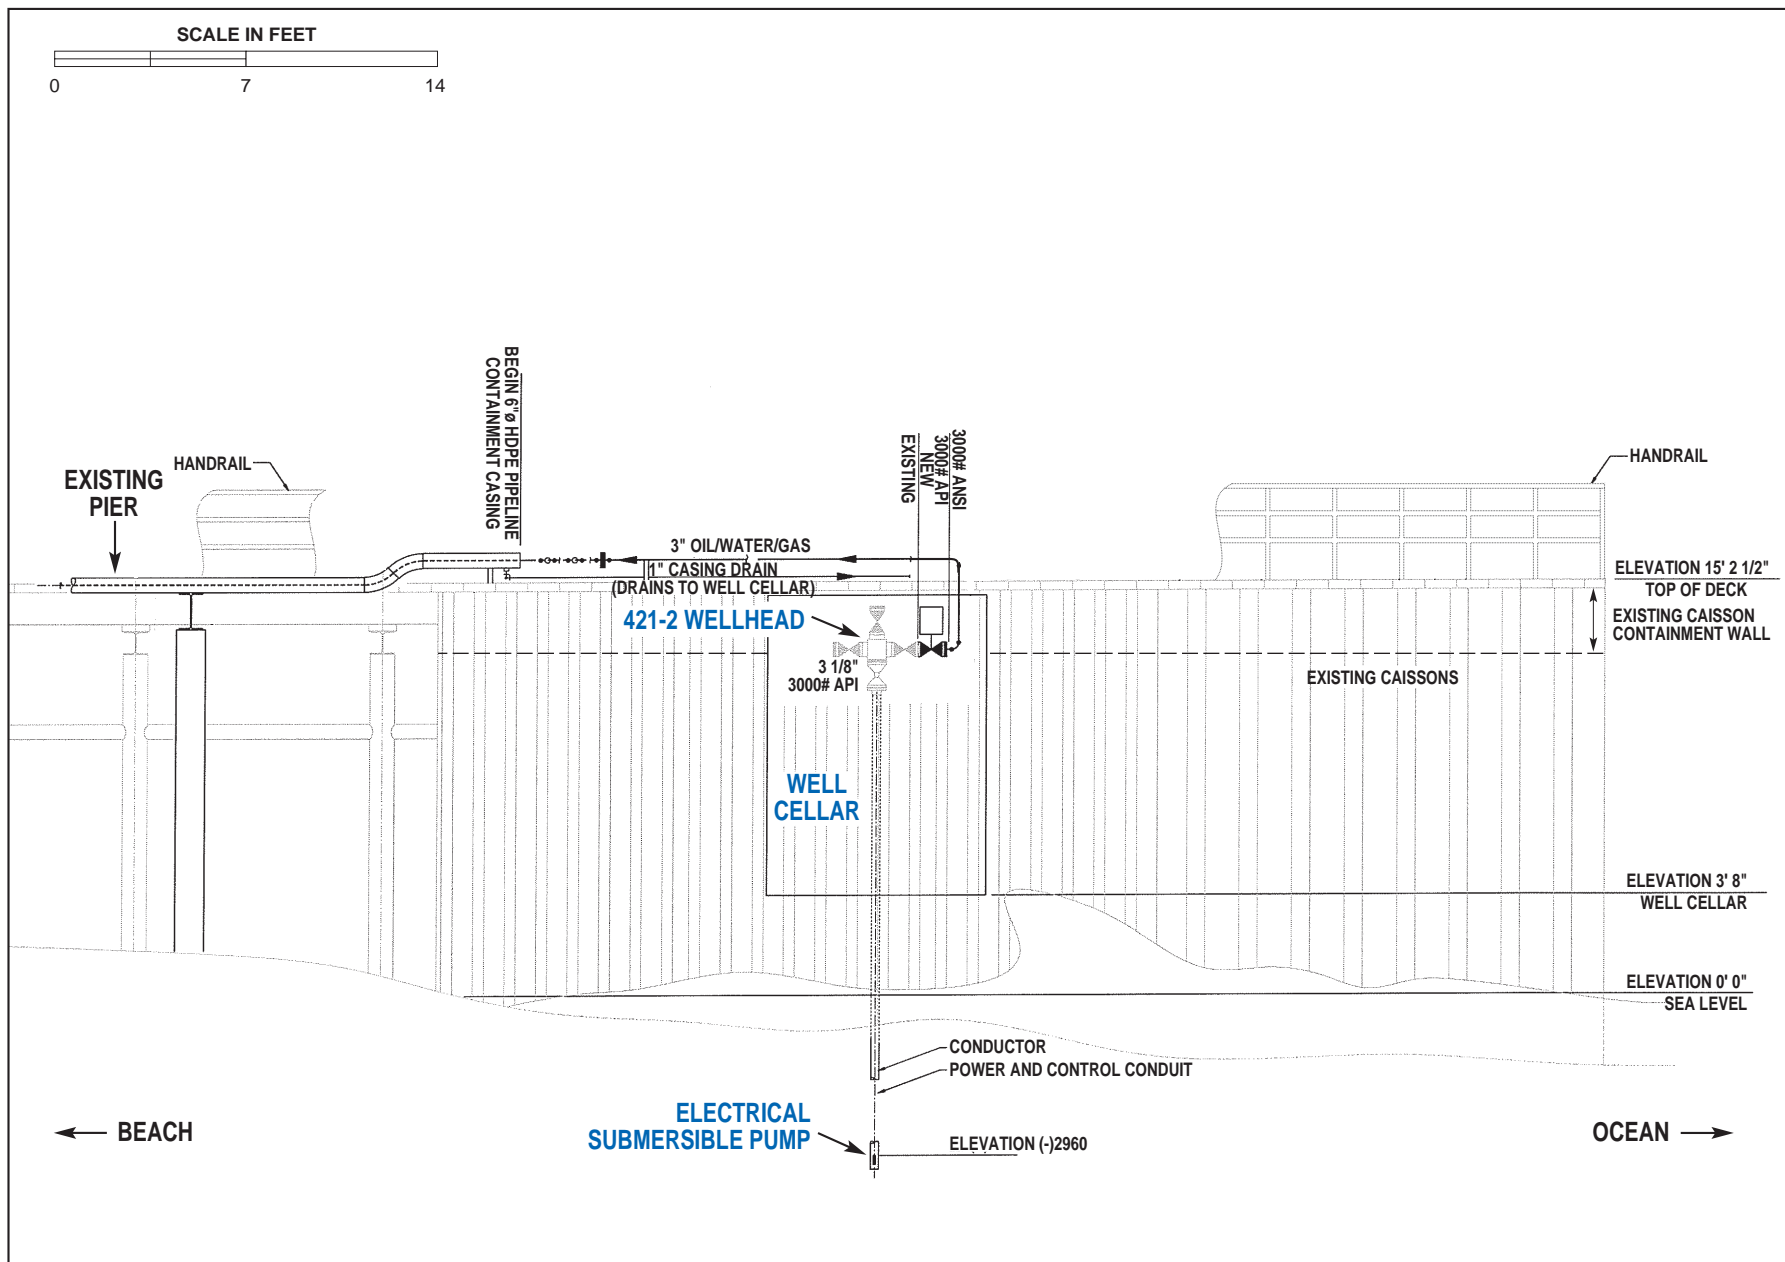 SCALE IN FEET
0 7 14
BEGIN 6"ø HDPE PIPELINE
CONTAINMENT CASING
3000# ANSI
3000# API
NEW
EXISTING
HANDRAIL
EXISTING
PIER
HANDRAIL
3" OIL/WATER/GAS
1" CASING DRAIN
(DRAINS TO WELL CELLAR)
421-2 WELLHEAD
3 1/8"
3000# API
ELEVATION 15' 2 1/2"
TOP OF DECK
EXISTING CAISSON
CONTAINMENT WALL
EXISTING CAISSONS
WELL
CELLAR
ELEVATION 3' 8"
WELL CELLAR
ELEVATION 0' 0"
SEA LEVEL
CONDUCTOR
POWER AND CONTROL CONDUIT
BEACH
ELECTRICAL
SUBMERSIBLE PUMP
ELEVATION (-)2960
OCEAN